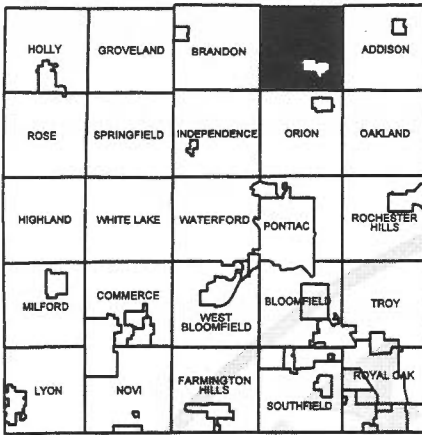 HOLLY
GROVELAND
BRANDON
ADDISON
ROSE
SPRINGFIELD
INDEPENDENCE
ORION
OAKLAND
HIGHLAND
WHITE LAKE
WATERFORD
PONTIAC
ROCHESTER
HILLS
MILFORD
COMMERCE
WEST
BLOOMFIELD
BLOOMFIELD
TROY
LYON
NOVI
FARMINGTON
HILLS
SOUTHFIELD
ROYAL OAK